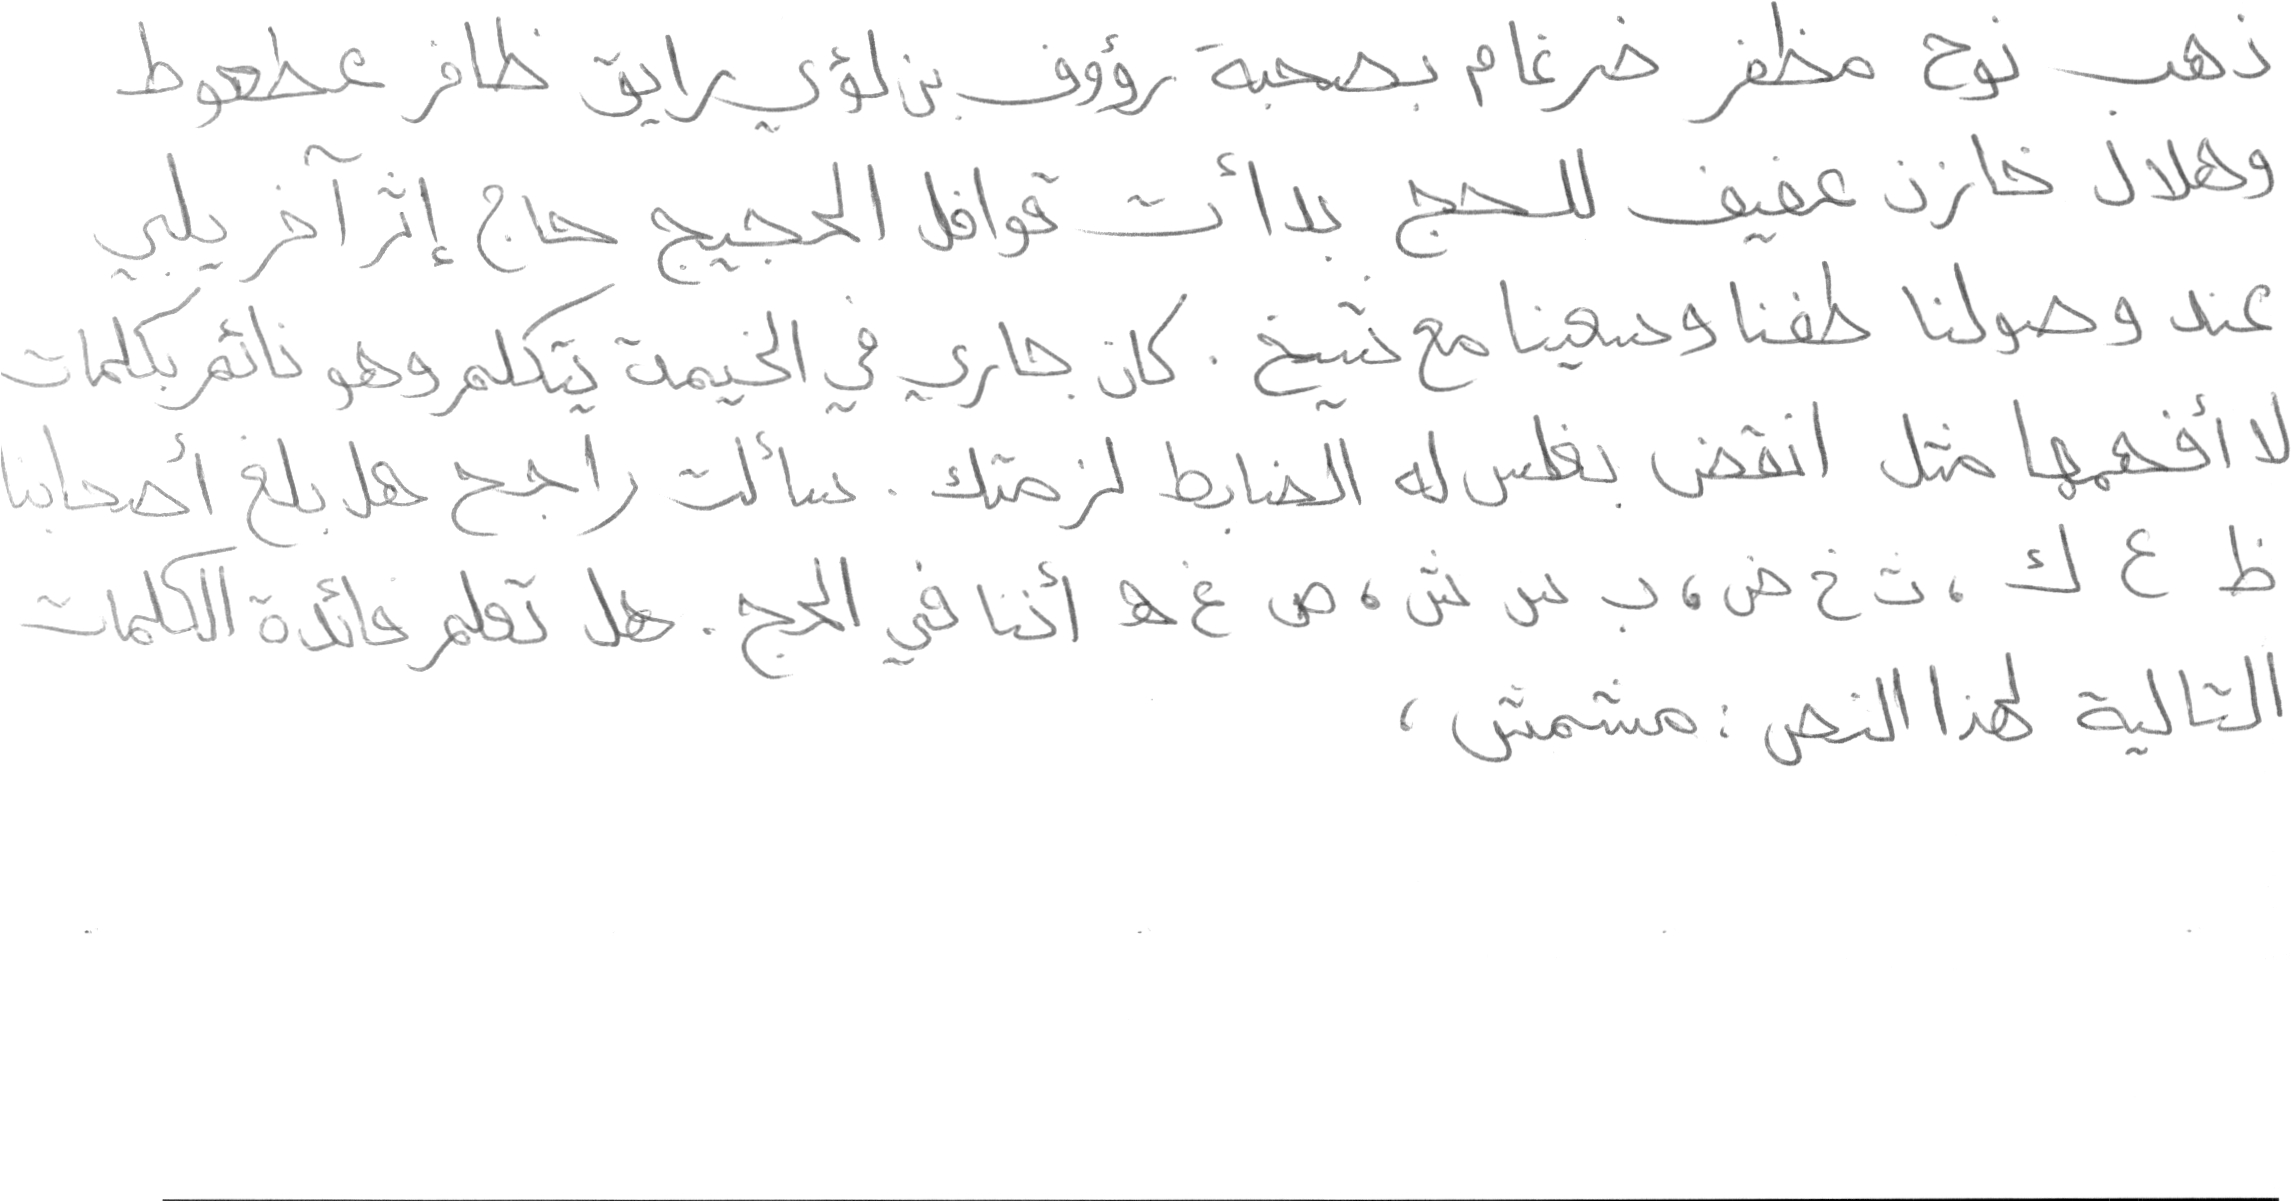 ذهب نوح مظفر ضرغام بصحبة رؤوف بن لؤي رايق ظافر عطعوط
وهلال خازن عفيف للحج بدأت قوافل الحجيج حاج إثر آخر يلبي
عند وصولنا طفنا وسعينا مع شيخ . كان جاري في الخيمة يتكلم وهو نائم بكلمات
لا أفهمها مثل انقض بغلس له الضابط لزمتك . سألت راجح هل بلغ أصحابنا
ظ ع ك ، ث خ ض ، ب س ش ، ص غ ه أننا في الحج . هل تعلم فائدة الكلمات
التالية لهذا النص : مشمش ،